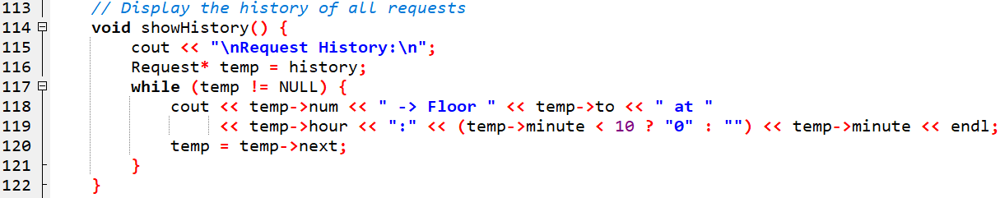 113 // Display the history of all requests
114 void showHistory() {
115 cout << "\nRequest History:\n";
116 Request* temp = history;
117 while (temp != NULL) {
118 cout << temp->num << " -> Floor " << temp->to << " at "
119 << temp->hour << ":" << (temp->minute < 10 ? "0" : "") << temp->minute << endl;
120 temp = temp->next;
121 }
122 }